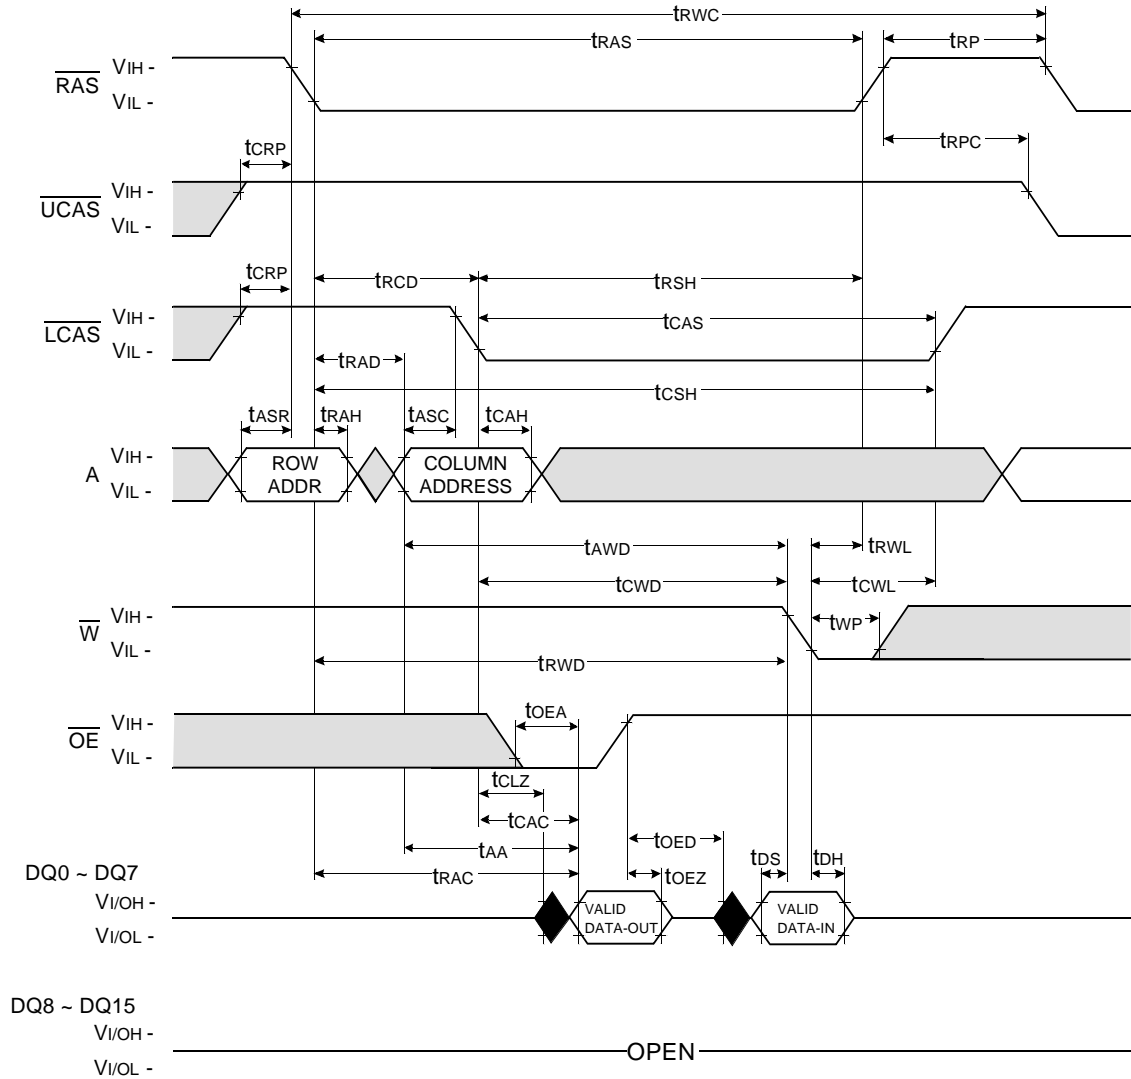 tRWC
tRAS
tRP
RAS
VIH -
VIL -
tCRP
tRPC
UCAS
VIH -
VIL -
tCRP
tRCD
tRSH
LCAS
VIH -
VIL -
tCAS
tRAD
tCSH
tASR
tRAH
tASC
tCAH
A
VIH -
VIL -
ROW
ADDR
COLUMN
ADDRESS
tAWD
tRWL
tCWD
tCWL
W
VIH -
VIL -
tWP
tRWD
OE
VIH -
VIL -
tOEA
tCLZ
tCAC
tAA
tOED
tRAC
tOEZ
tDS
tDH
DQ0 ~ DQ7
VI/OH -
VI/OL -
VALID
DATA-OUT
VALID
DATA-IN
DQ8 ~ DQ15
VI/OH -
VI/OL -
OPEN